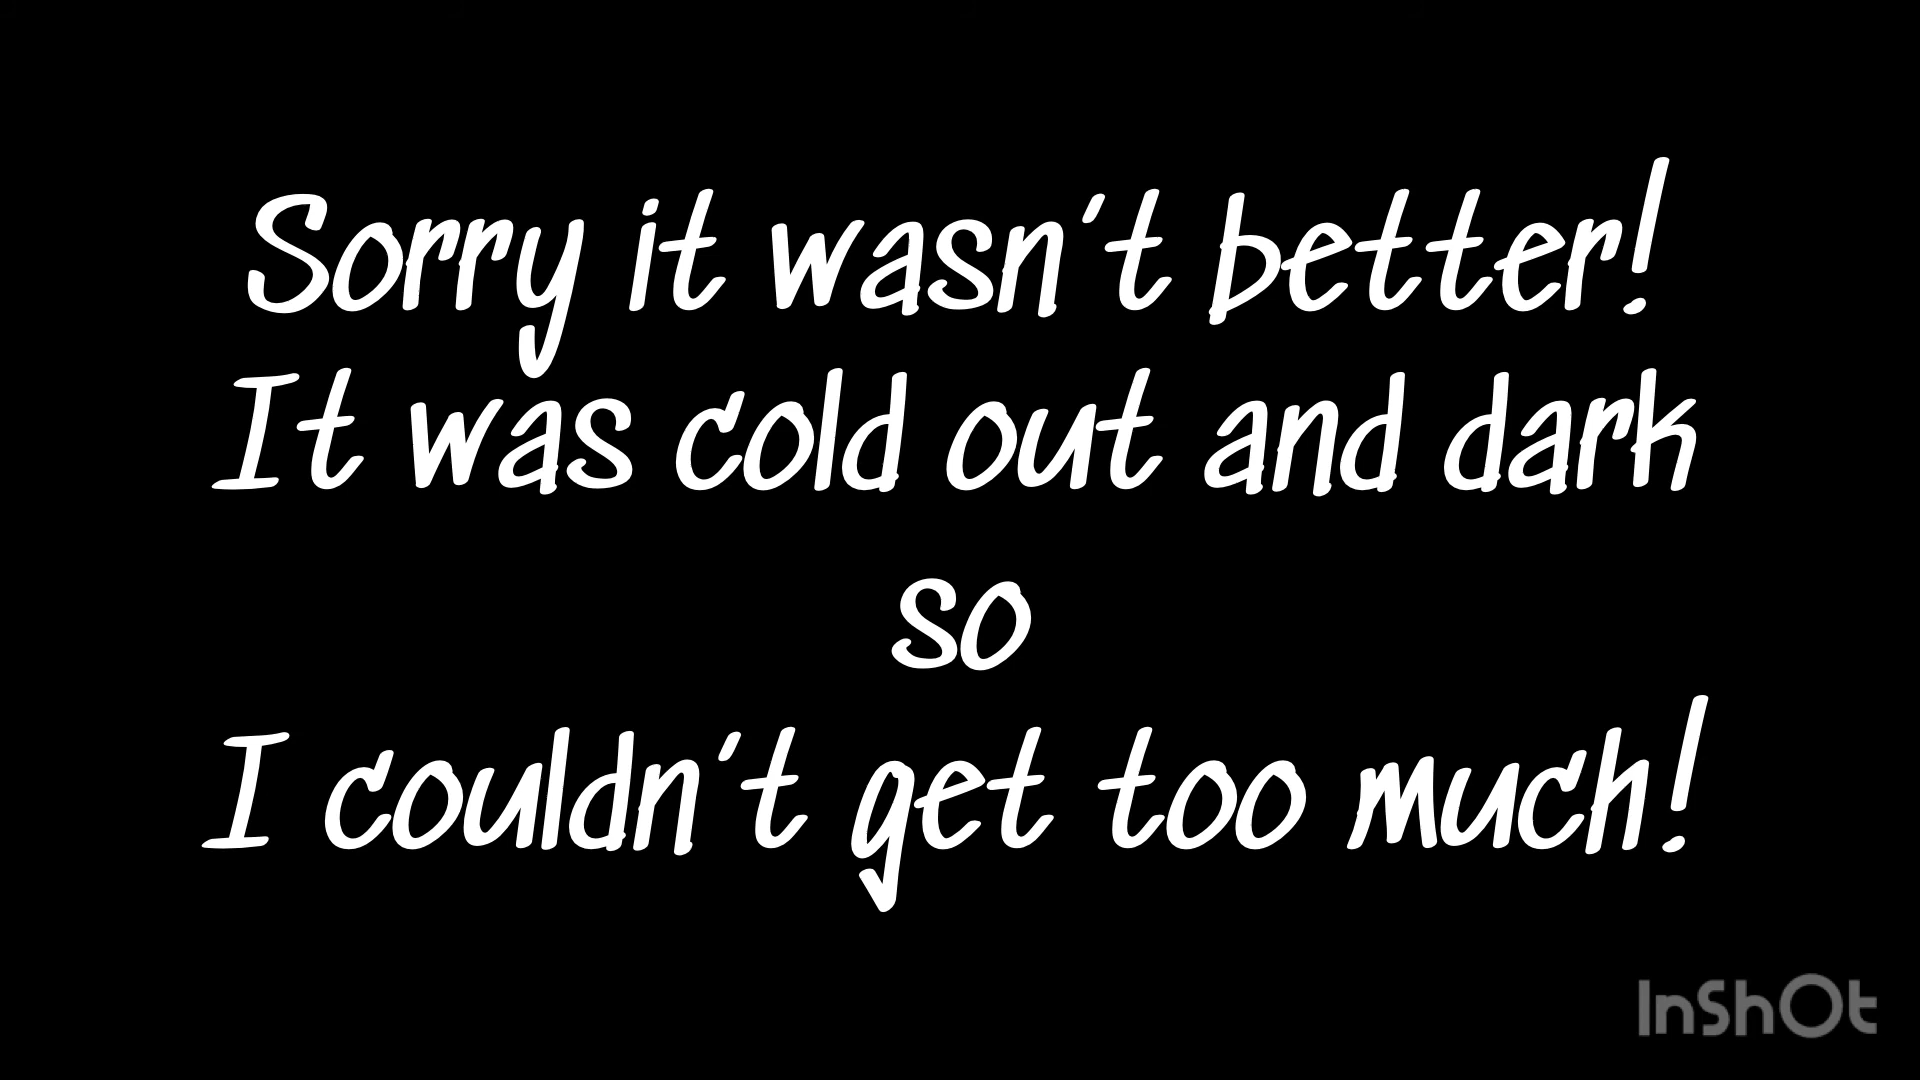 Sorry it wasn't better!
It was cold out and dark
so
I couldn't get too much!
InShOt